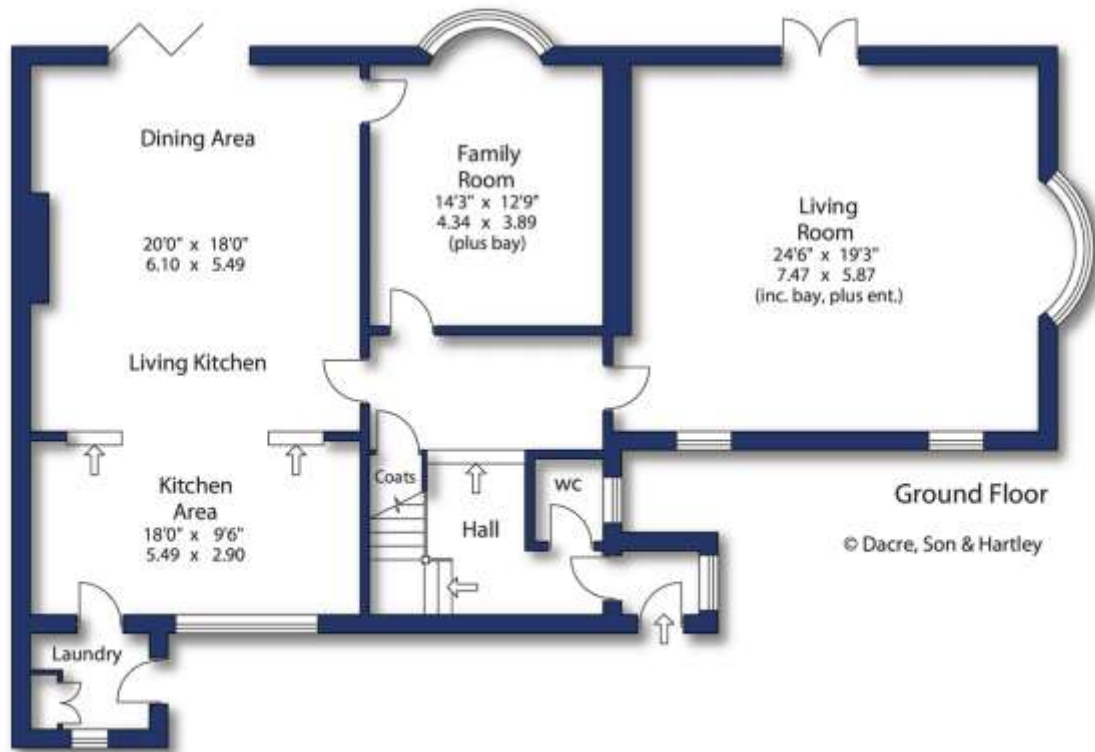 Dining Area
20'0" x 18'0"
6.10 x 5.49
Living Kitchen
Family
Room
14'3" x 12'9"
4.34 x 3.89
(plus bay)
Living
Room
24'6" x 19'3"
7.47 x 5.87
(inc. bay, plus ent.)
Kitchen
Area
18'0" x 9'6"
5.49 x 2.90
Coats
Hall
WC
Laundry
Ground Floor
© Dacre, Son & Hartley